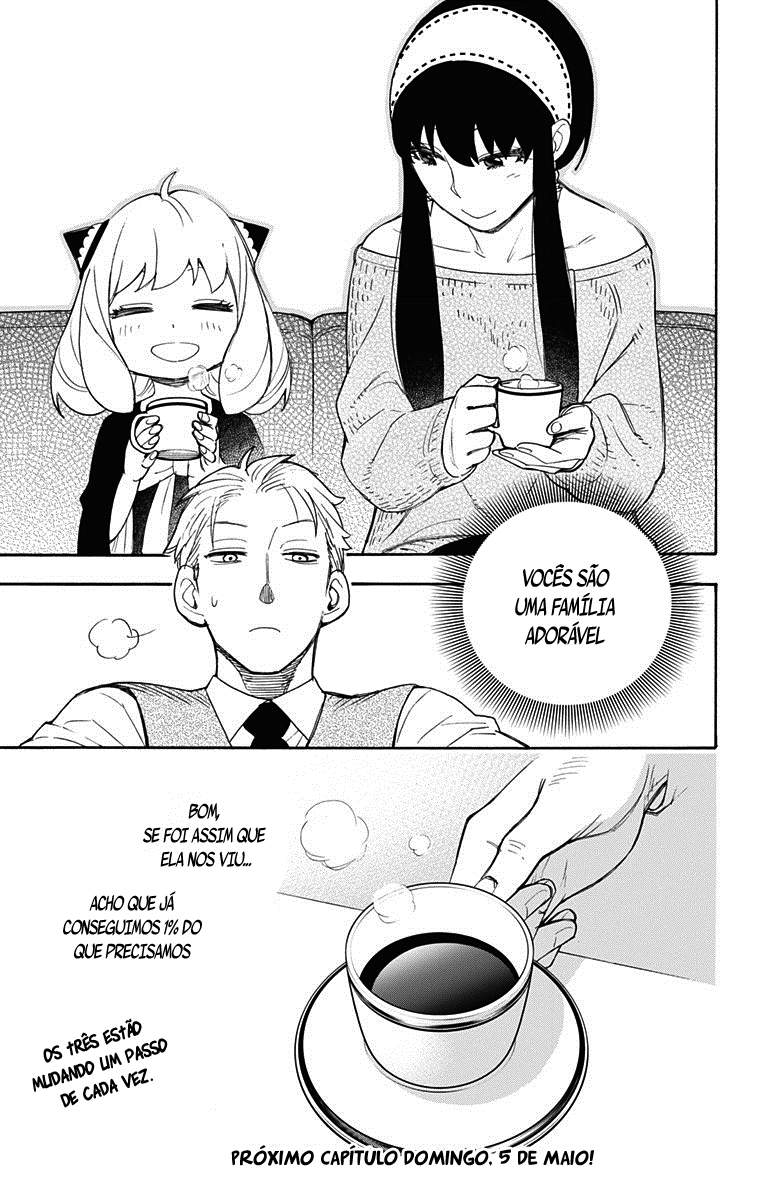 VOCÊS SÃO
UMA FAMÍLIA
ADORÁVEL
BOM,
SE FOI ASSIM QUE
ELA NOS VIU...
ACHO QUE JÁ
CONSEGUIMOS 1% DO
QUE PRECISAMOS
OS TRÊS ESTÃO
MUDANDO UM PASSO
DE CADA VEZ.
PRÓXIMO CAPÍTULO DOMINGO, 5 DE MAIO!